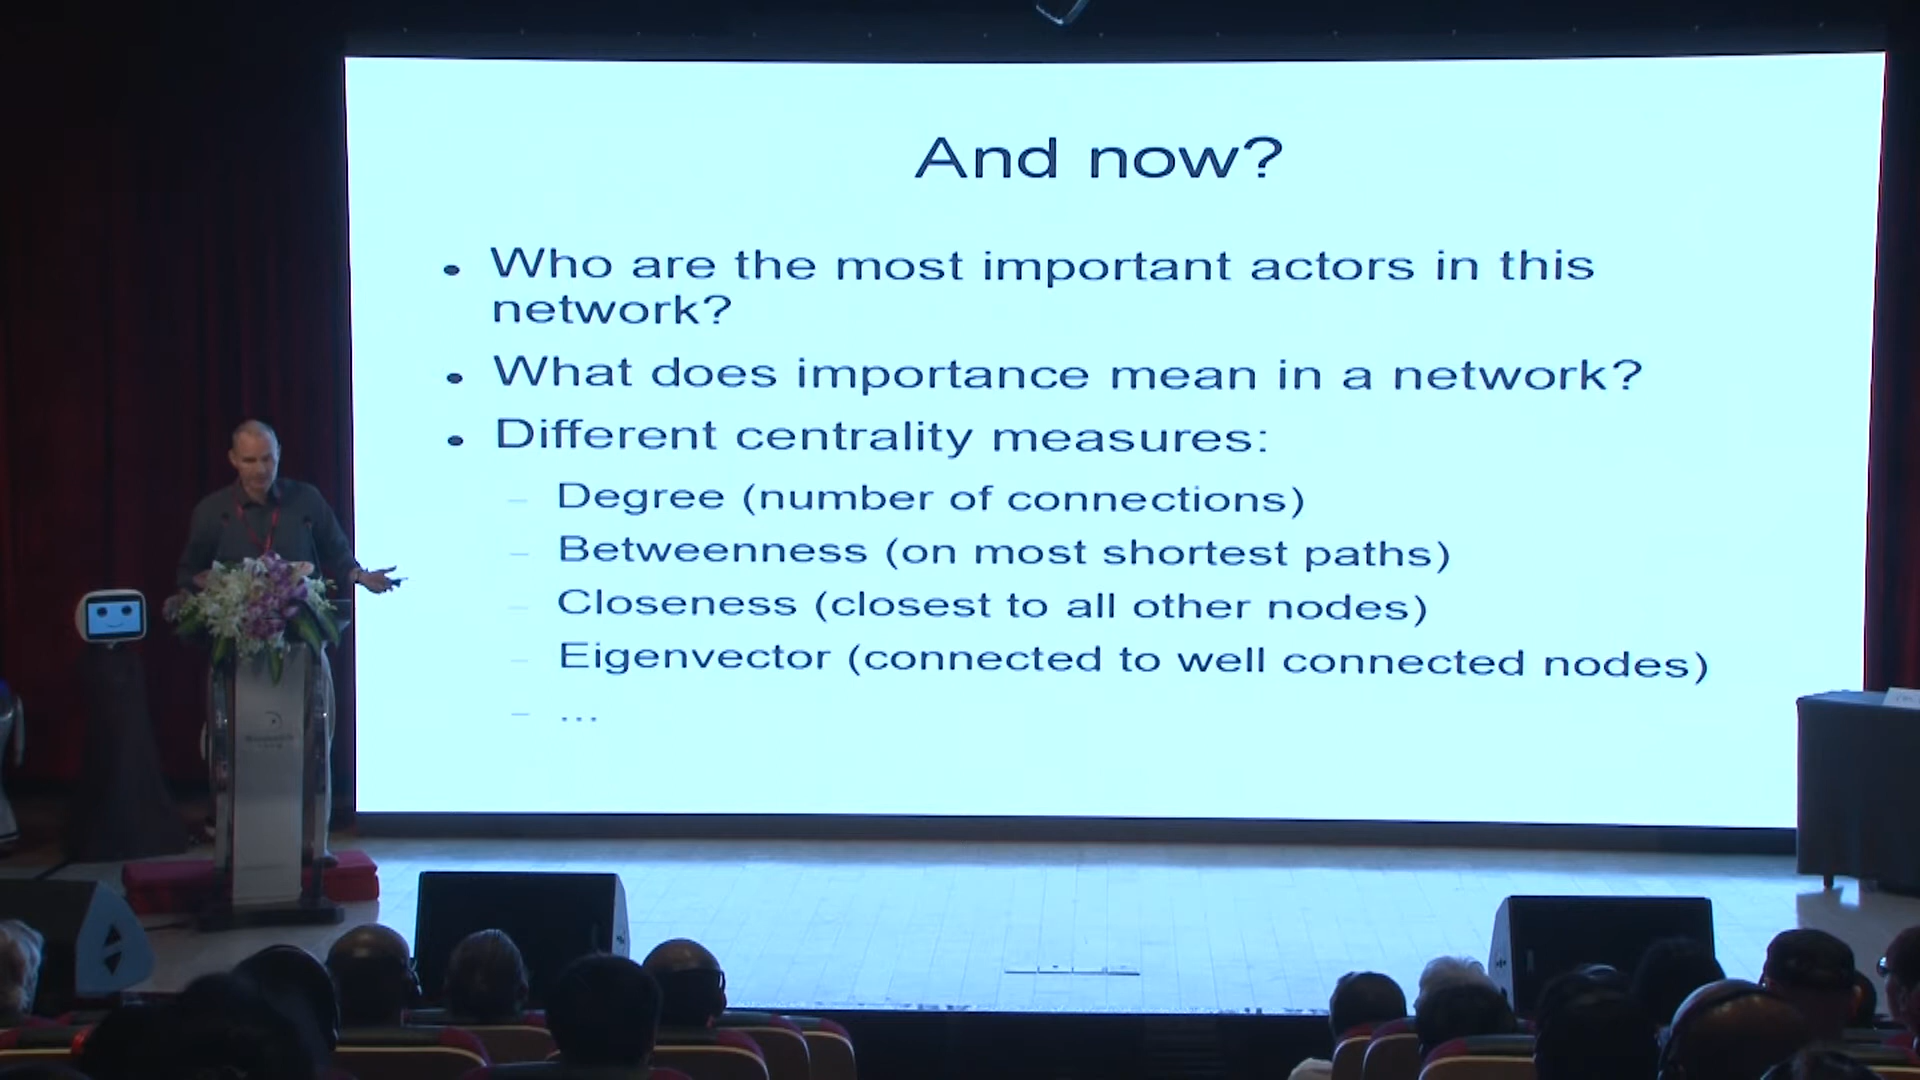 And now?
• Who are the most important actors in this
network?
• What does importance mean in a network?
• Different centrality measures:
– Degree (number of connections)
– Betweenness (on most shortest paths)
– Closeness (closest to all other nodes)
– Eigenvector (connected to well connected nodes)
– ...